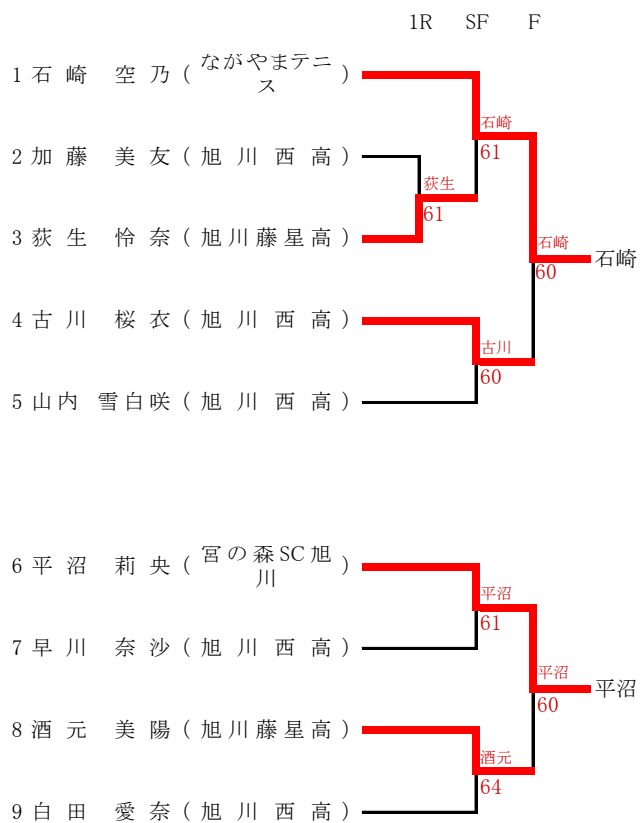 1R SF F
1 石 崎 空 乃 ( ながやまテニス )
石崎
61
2 加 藤 美 友 ( 旭 川 西 高 )
荻生
61
3 荻 生 怜 奈 ( 旭川藤星高 )
石崎
60
石崎
4 古 川 桜 衣 ( 旭 川 西 高 )
古川
60
5 山内 雪白咲 ( 旭 川 西 高 )
6 平 沼 莉 央 ( 宮の森SC旭川 )
平沼
61
7 早 川 奈 沙 ( 旭 川 西 高 )
平沼
60
平沼
8 酒 元 美 陽 ( 旭川藤星高 )
酒元
64
9 白 田 愛 奈 ( 旭 川 西 高 )